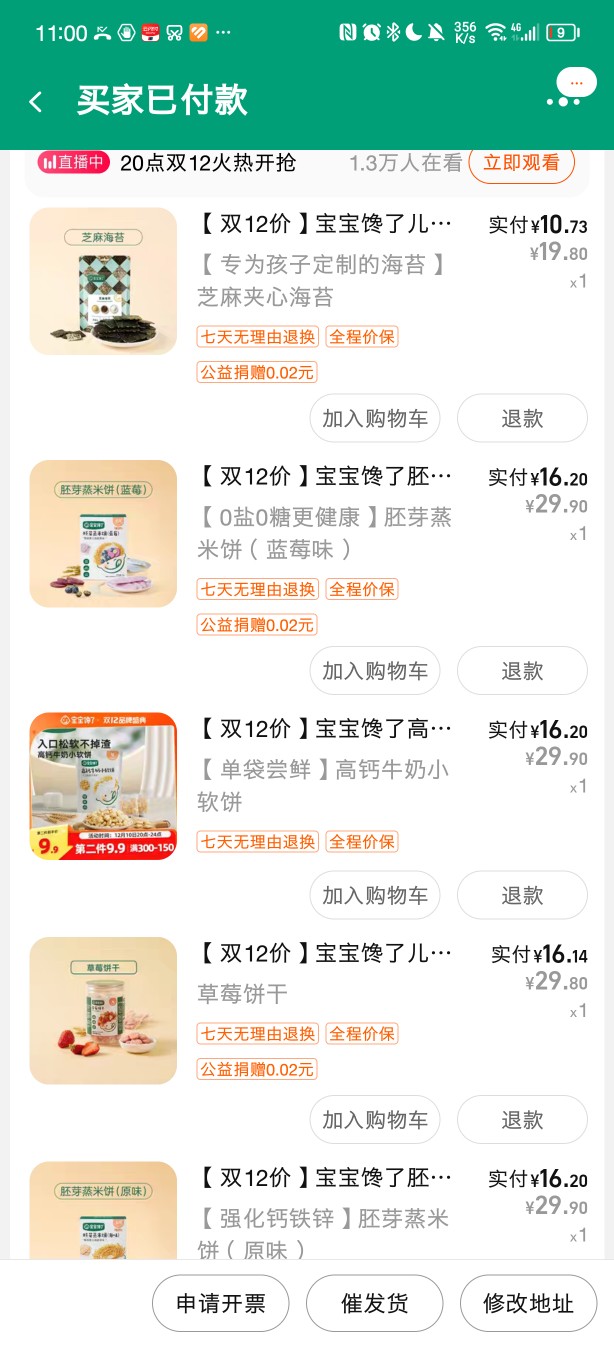 11:00
356 K/s
4G
9
买家已付款
直播中 20点双12火热开抢 1.3万人在看 立即观看
芝麻海苔
【双12价】宝宝馋了儿… 实付¥10.73
¥19.80
【专为孩子定制的海苔】
x1
芝麻夹心海苔
七天无理由退换 全程价保
公益捐赠0.02元
加入购物车 退款
胚芽蒸米饼(蓝莓)
【双12价】宝宝馋了胚… 实付¥16.20
¥29.90
【0盐0糖更健康】胚芽蒸
x1
米饼(蓝莓味)
七天无理由退换 全程价保
公益捐赠0.02元
加入购物车 退款
宝宝馋了 双12品牌盛典
入口松软不掉渣
高钙牛奶小软饼
活动时间:12月10日20点-24点
9.9 第二件9.9 满300-150
【双12价】宝宝馋了高… 实付¥16.20
¥29.90
【单袋尝鲜】高钙牛奶小
x1
软饼
七天无理由退换 全程价保
加入购物车 退款
草莓饼干
【双12价】宝宝馋了儿… 实付¥16.14
¥29.80
草莓饼干
x1
七天无理由退换 全程价保
公益捐赠0.02元
加入购物车 退款
胚芽蒸米饼(原味)
【双12价】宝宝馋了胚… 实付¥16.20
¥29.90
【强化钙铁锌】胚芽蒸米
x1
饼(原味)
申请开票 催发货 修改地址